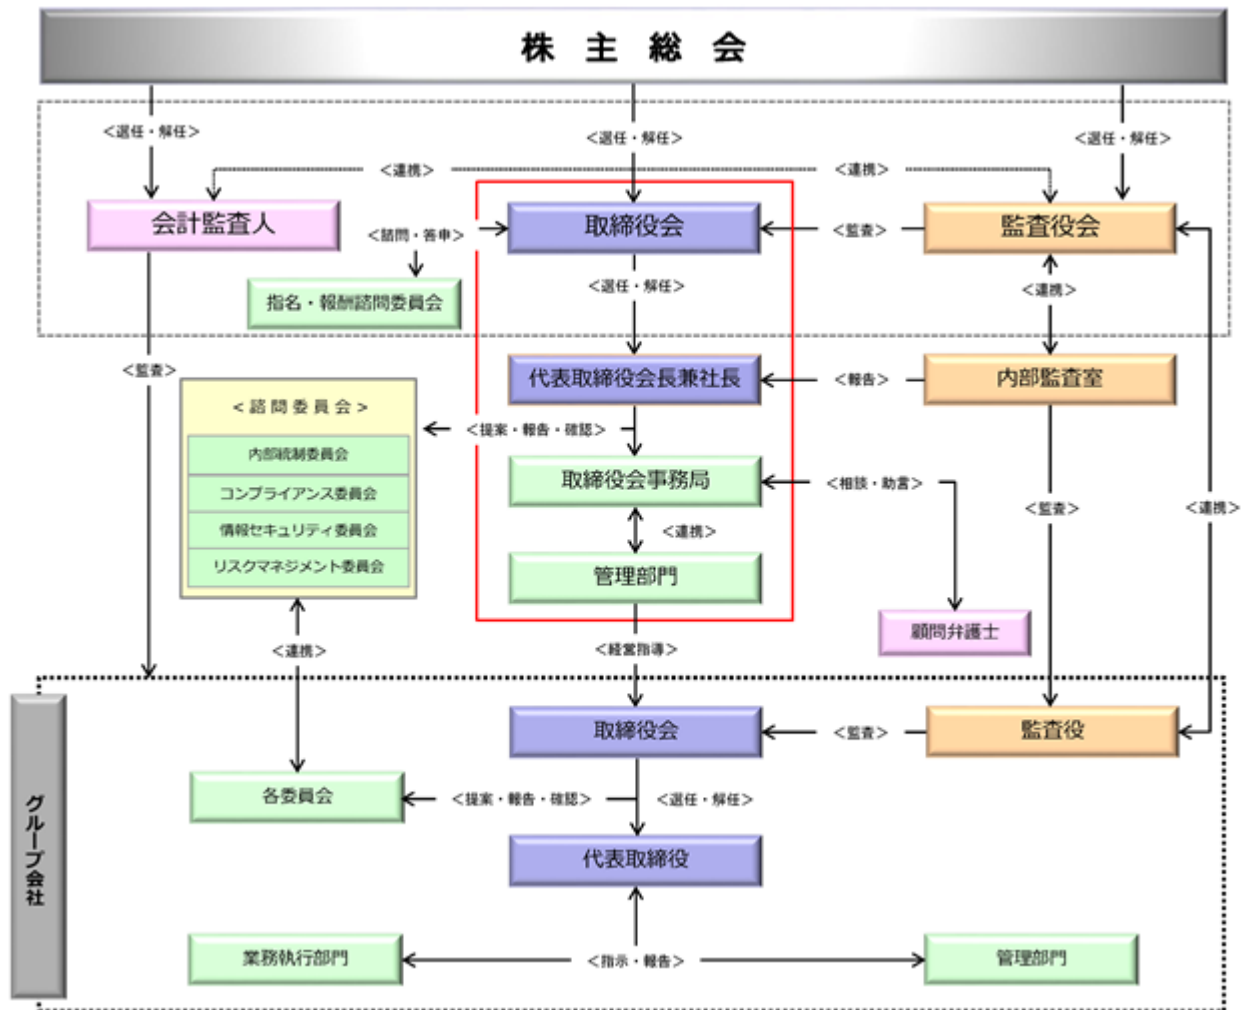 株主総会
<選任・解任>
<選任・解任>
<選任・解任>
<連携>
<連携>
会計監査人
<諮問・答申>
取締役会
<監査>
監査役会
指名・報酬諮問委員会
<選任・解任>
<連携>
<監査>
代表取締役会長兼社長
<報告>
内部監査室
<諮問委員会>
<提案・報告・確認>
内部統制委員会
コンプライアンス委員会
情報セキュリティ委員会
リスクマネジメント委員会
取締役会事務局
<相談・助言>
<監査>
<連携>
<連携>
管理部門
顧問弁護士
<連携>
<経営指導>
グループ会社
取締役会
<監査>
監査役
各委員会
<提案・報告・確認>
<選任・解任>
代表取締役
業務執行部門
<指示・報告>
管理部門